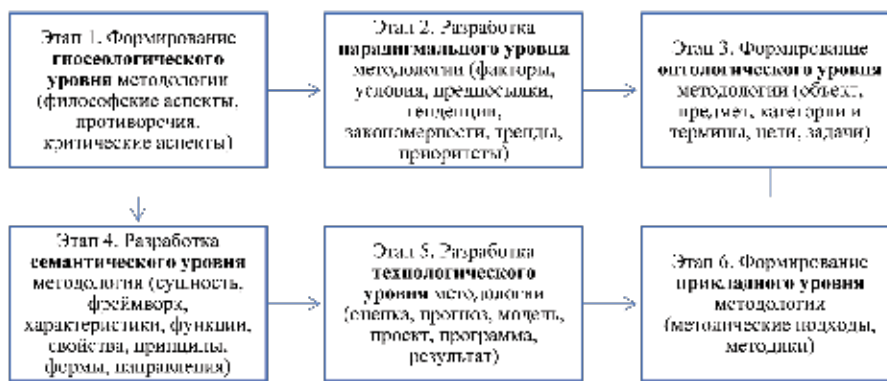 Этап 1. Формирование
гносеологического
уровня методологии
(философские аспекты,
противоречия,
критические аспекты)
Этап 2. Разработка
парадигмального уровня
методологии (факторы,
условия, предпосылки,
тенденции,
закономерности, тренды,
приоритеты)
Этап 3. Формирование
онтологического уровня
методологии (объект,
предмет, категории и
термины, цели, задачи)
Этап 4. Разработка
семантического уровня
методология (сущность,
фреймворк,
характеристики, функции,
свойства, принципы,
формы, направления)
Этап 5. Разработка
технологического
уровня методологии
(оценка, прогноз, модель,
проект, программа,
результат)
Этап 6. Формирование
прикладного уровня
методология
(методические подходы,
методики)